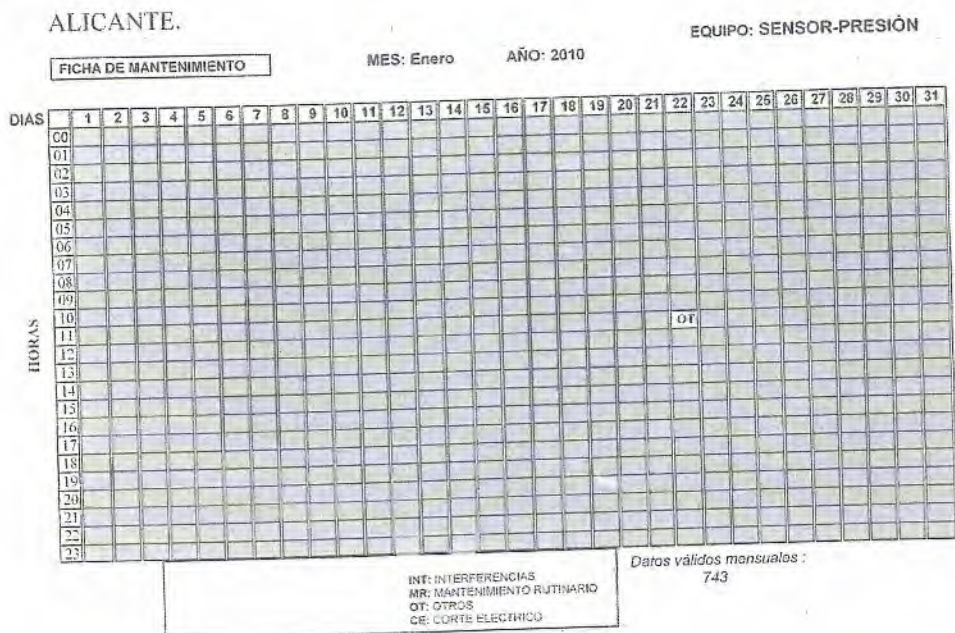 ALICANTE.
EQUIPO: SENSOR-PRESIÓN
FICHA DE MANTENIMIENTO MES: Enero AÑO: 2010
DIAS 1 2 3 4 5 6 7 8 9 10 11 12 13 14 15 16 17 18 19 20 21 22 23 24 25 26 27 28 29 30 31
HORAS
00
01
02
03
04
05
06
07
08
09
10 OT
11
12
13
14
15
16
17
18
19
20
21
22
23
INT: INTERFERENCIAS
MR: MANTENIMIENTO RUTINARIO
OT: OTROS
CE: CORTE ELECTRICO
Datos válidos mensuales :
743